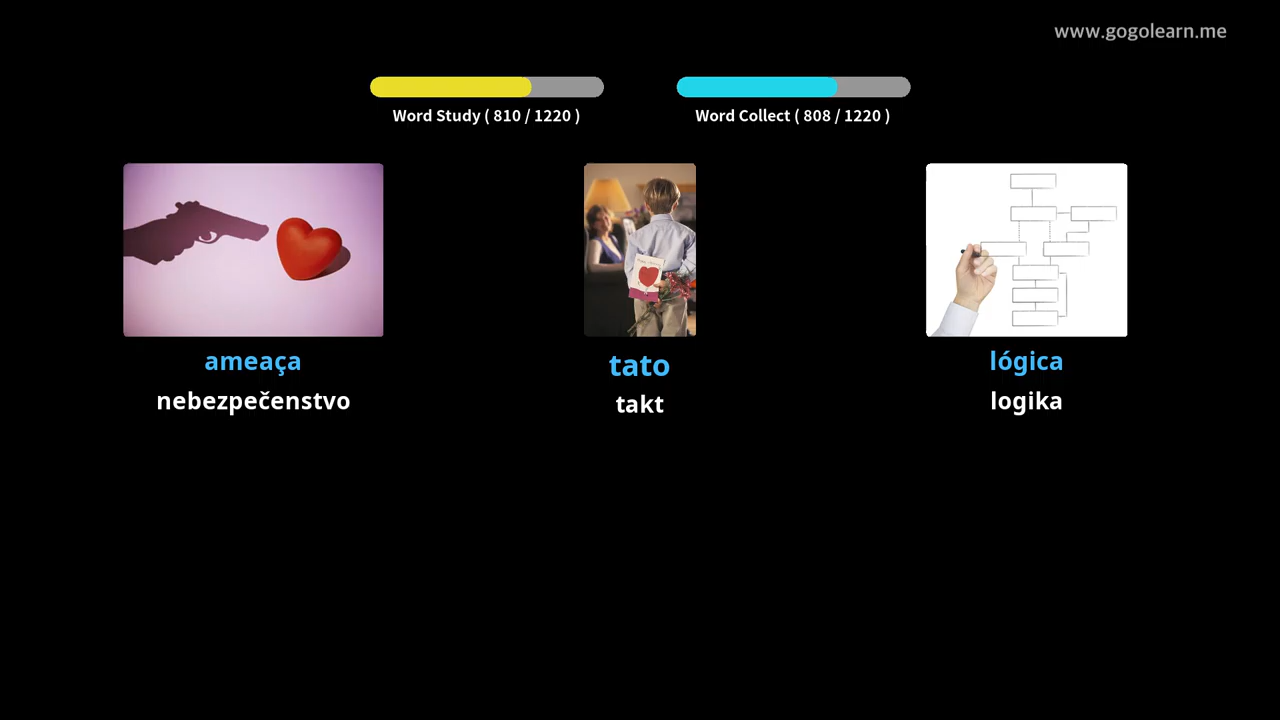 www.gogolearn.me
Word Study ( 810 / 1220 )
Word Collect ( 808 / 1220 )
ameaça
nebezpečenstvo
tato
takt
lógica
logika